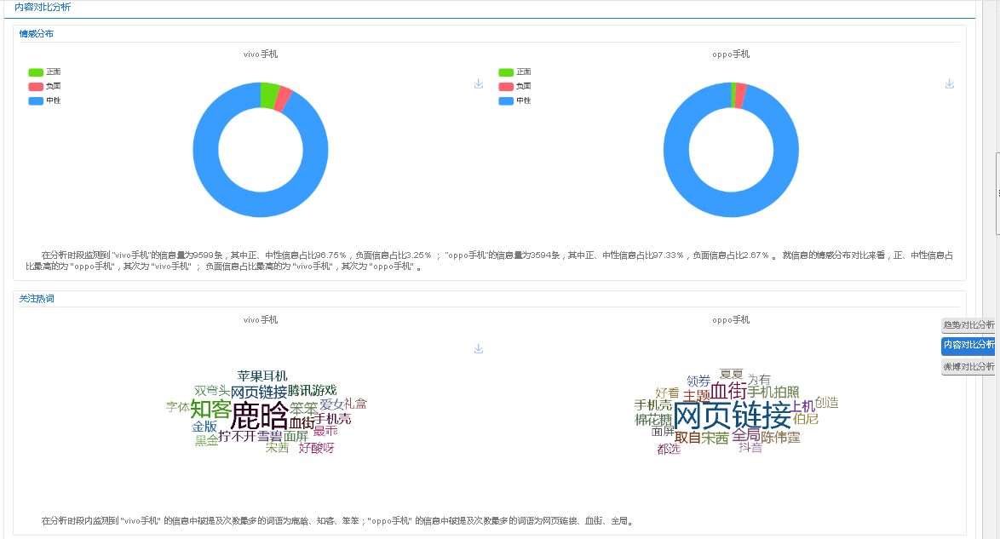 内容对比分析
情感分布
vivo手机
oppo手机
正面
负面
中性
正面
负面
中性
在分析时段监测到 "vivo手机"的信息量为9599条，其中正、中性信息占比96.75%，负面信息占比3.25% ； "oppo手机"的信息量为3594条，其中正、中性信息占比97.33%，负面信息占比2.67% 。 就信息的情感分布对比来看，正、中性信息占
比最高的为 "oppo手机"，其次为 "vivo手机" ； 负面信息占比最高的为 "vivo手机"，其次为 "oppo手机" 。
关注热词
vivo手机
oppo手机
苹果耳机
双弯头
网页链接
腾讯游戏
字体
知客
鹿晗
笨笨
爱女
礼盒
金版
血街
手机壳
黑金
拧不开
雪碧
面屏
最乖
宋茜
好酸呀
领券
夏夏
为有
好看
主题
血街
手机拍照
手机壳
网页链接
上机
创造
棉花糖
伯尼
面屏
取自
宋茜
全局
陈伟霆
都选
抖音
趋势对比分析
内容对比分析
微博对比分析
在分析时段内监测到 "vivo手机" 的信息中被提及次数最多的词语为鹿晗、知客、笨笨；"oppo手机" 的信息中被提及次数最多的词语为网页链接、血街、全局。